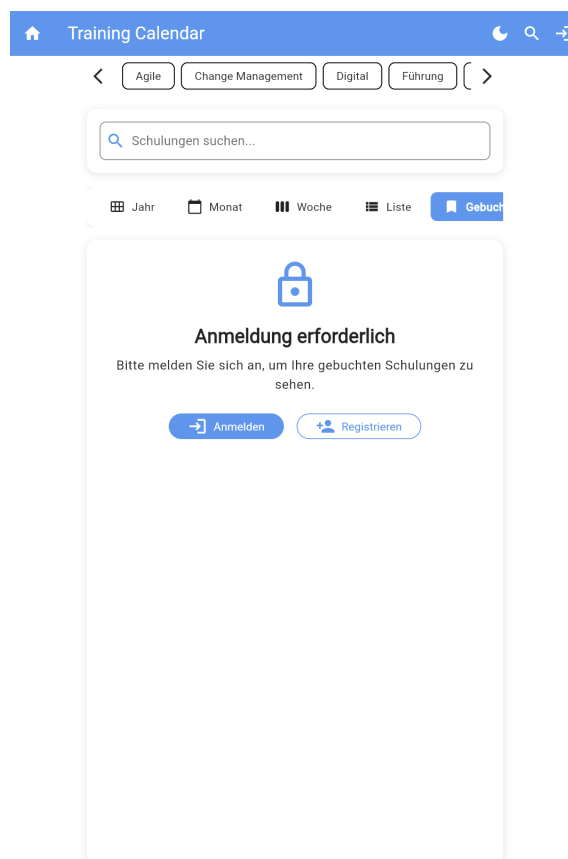 Training Calendar
Agile Change Management Digital Führung
Schulungen suchen...
Jahr Monat Woche Liste Gebuch
Anmeldung erforderlich
Bitte melden Sie sich an, um Ihre gebuchten Schulungen zu
sehen.
Anmelden Registrieren